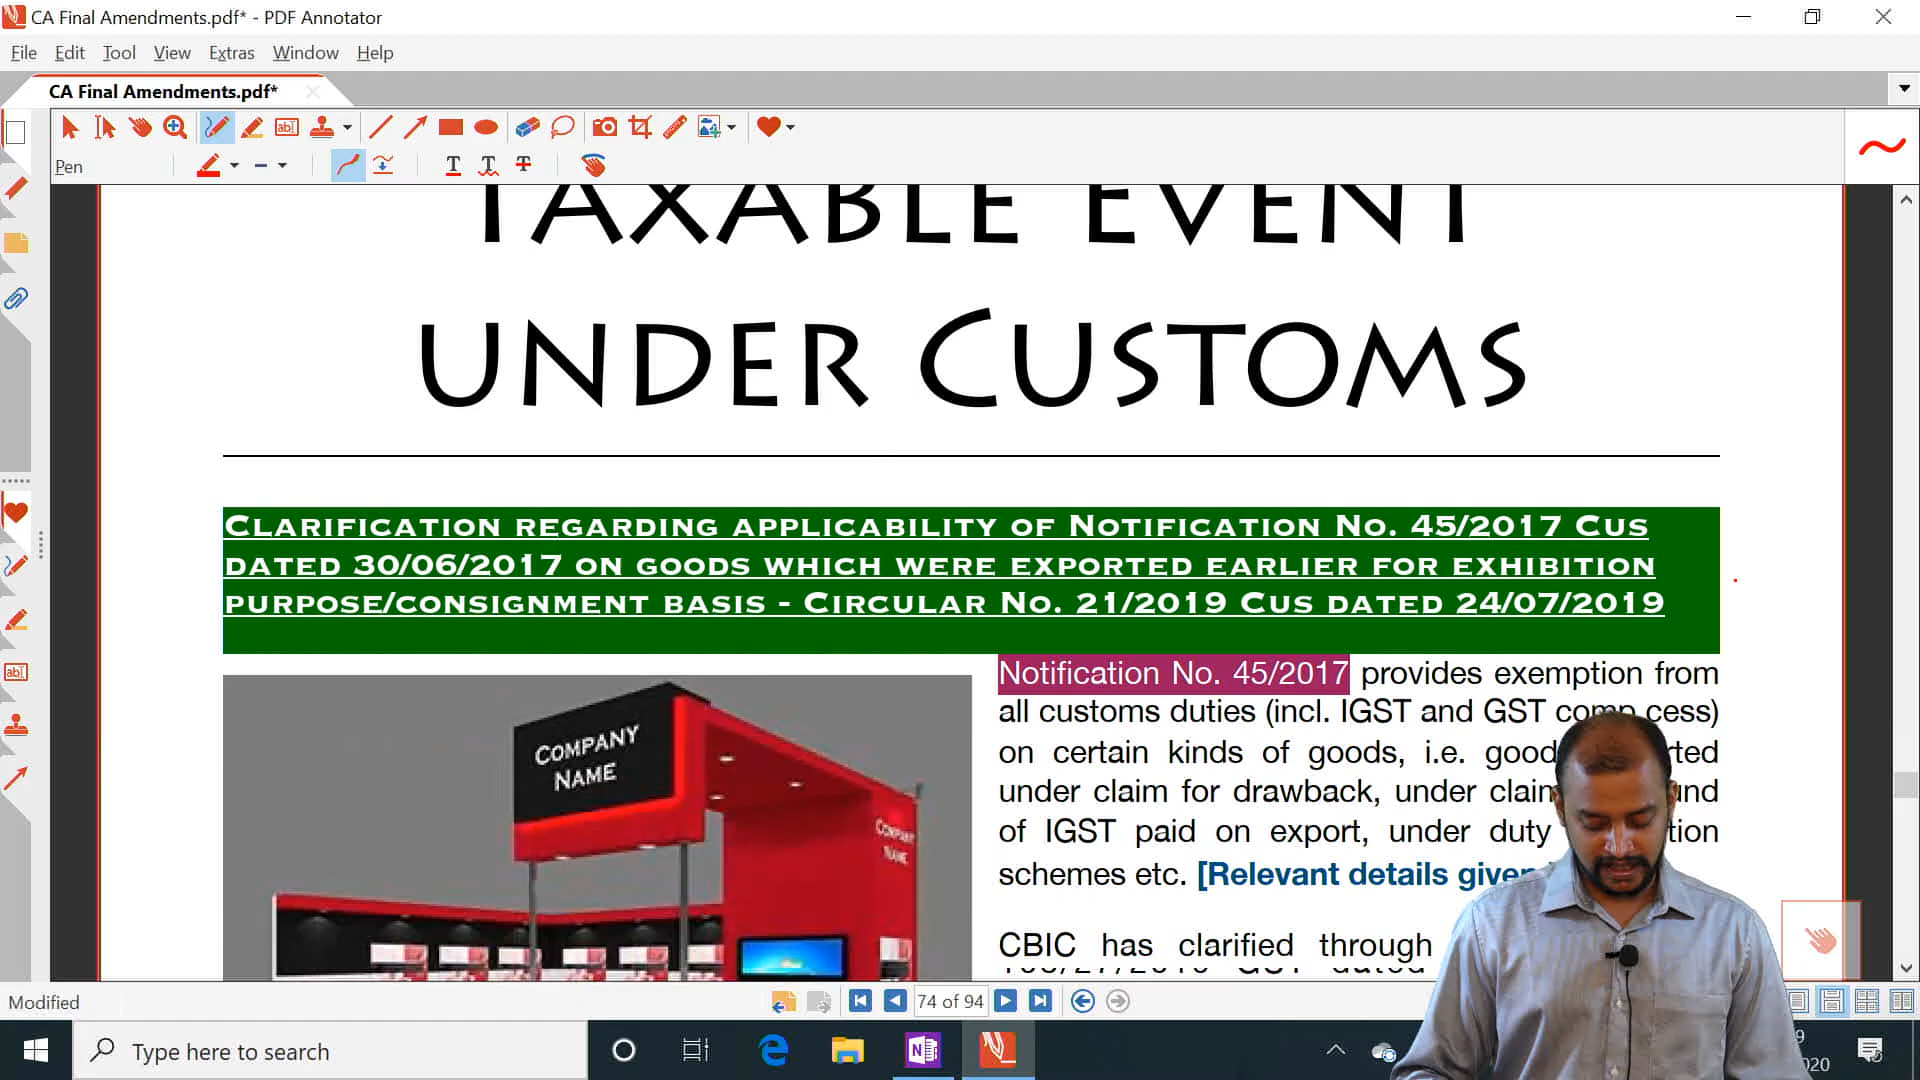 CA Final Amendments.pdf* - PDF Annotator
File Edit Tool View Extras Window Help
CA Final Amendments.pdf*
Pen
TAXABLE EVENT
UNDER CUSTOMS
CLARIFICATION REGARDING APPLICABILITY OF NOTIFICATION NO. 45/2017 CUS
DATED 30/06/2017 ON GOODS WHICH WERE EXPORTED EARLIER FOR EXHIBITION
PURPOSE/CONSIGNMENT BASIS - CIRCULAR NO. 21/2019 CUS DATED 24/07/2019
COMPANY
NAME
COMPANY
NAME
Notification No. 45/2017 provides exemption from
all customs duties (incl. IGST and GST comp cess)
on certain kinds of goods, i.e.
under claim for drawback, under
of IGST paid on export, under duty
schemes etc. [Relevant details given
CBIC has clarified through
Modified
74 of 94
Type here to search